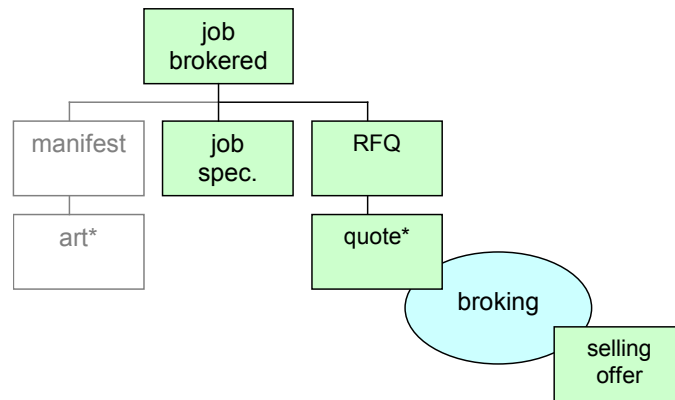 job
brokered
manifest
job
spec.
RFQ
art*
quote*
broking
selling
offer